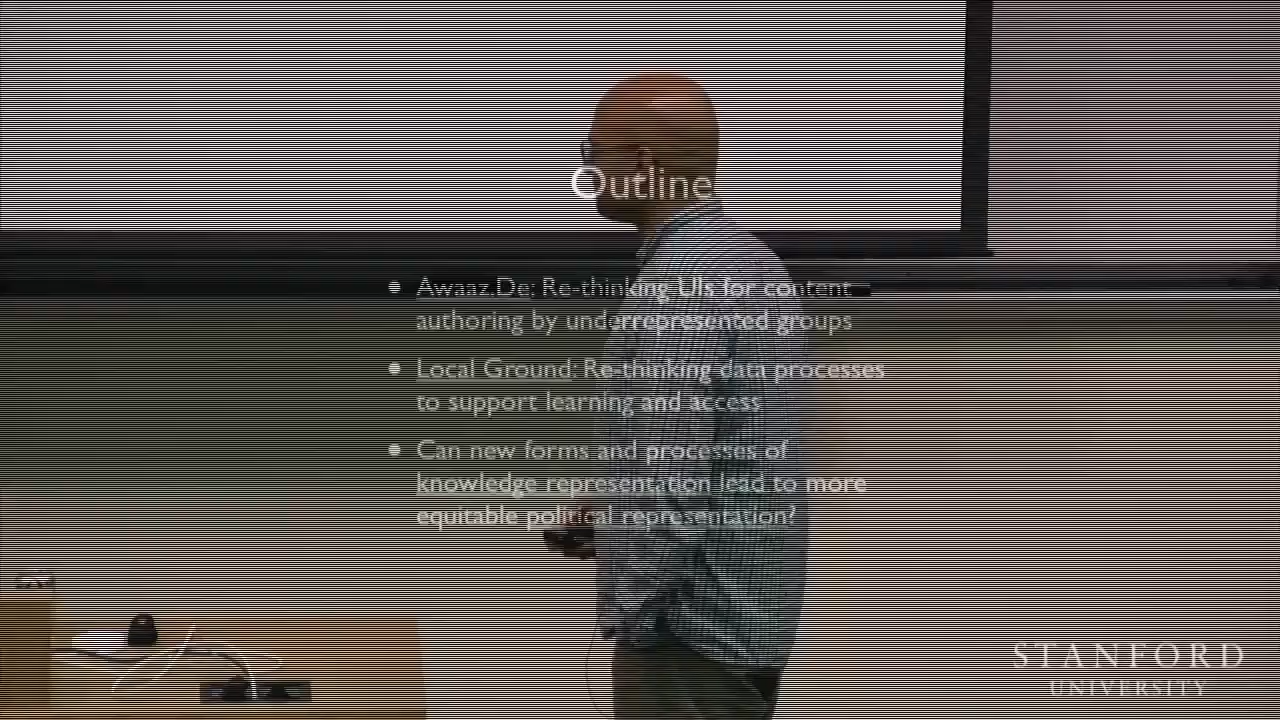 Outline
• Awaaz.De: Re-thinking UIs for content
authoring by underrepresented groups
• Local Ground: Re-thinking data processes
to support learning and access
• Can new forms and processes of
knowledge representation lead to more
equitable political representation?
STANFORD
UNIVERSITY